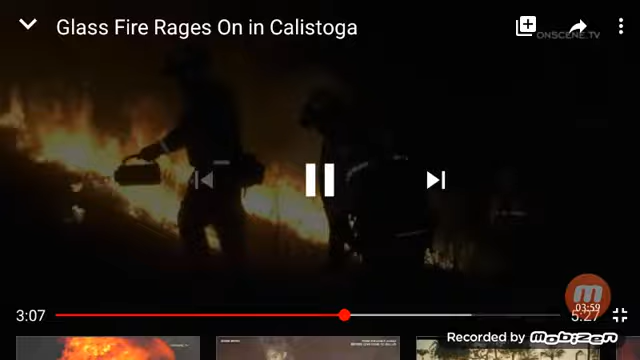 Glass Fire Rages On in Calistoga
ONSCENE.TV
3:07
03:59
5:27
Recorded by MOBIZEN